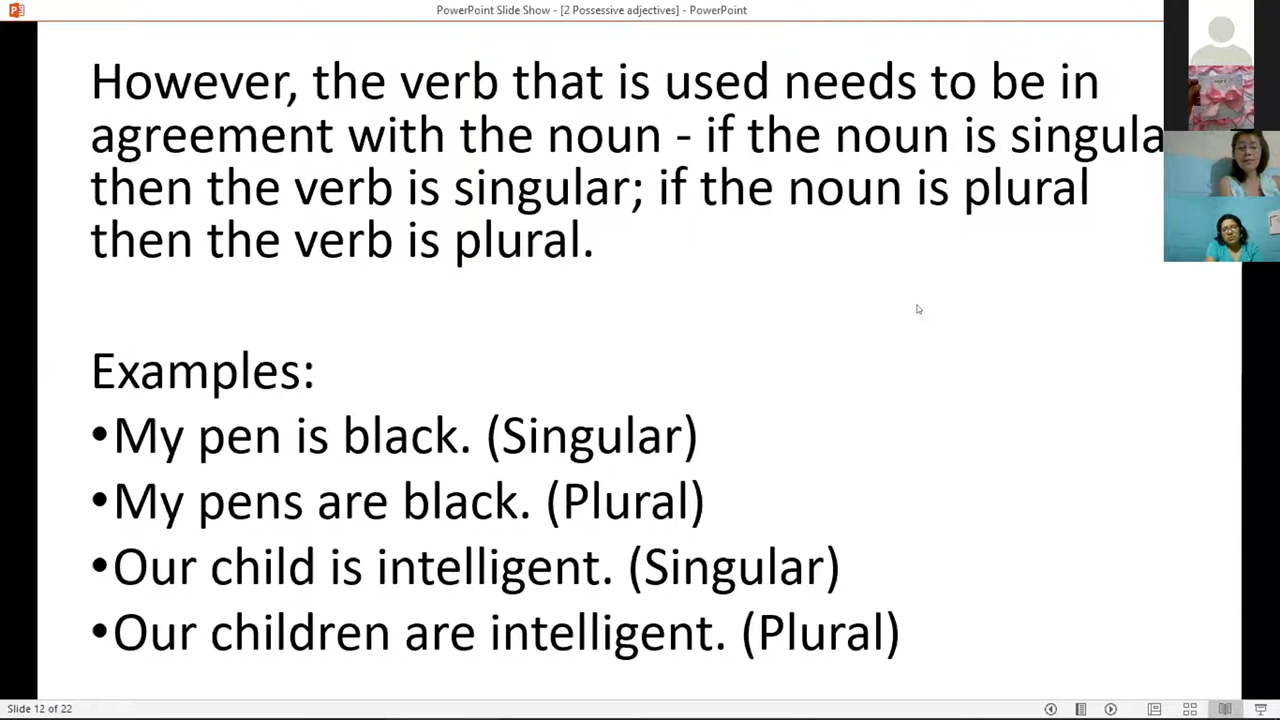 PowerPoint Slide Show - [2 Possessive adjectives] - PowerPoint
However, the verb that is used needs to be in
agreement with the noun - if the noun is singula
then the verb is singular; if the noun is plural
then the verb is plural.
Examples:
•My pen is black. (Singular)
•My pens are black. (Plural)
•Our child is intelligent. (Singular)
•Our children are intelligent. (Plural)
Slide 12 of 22